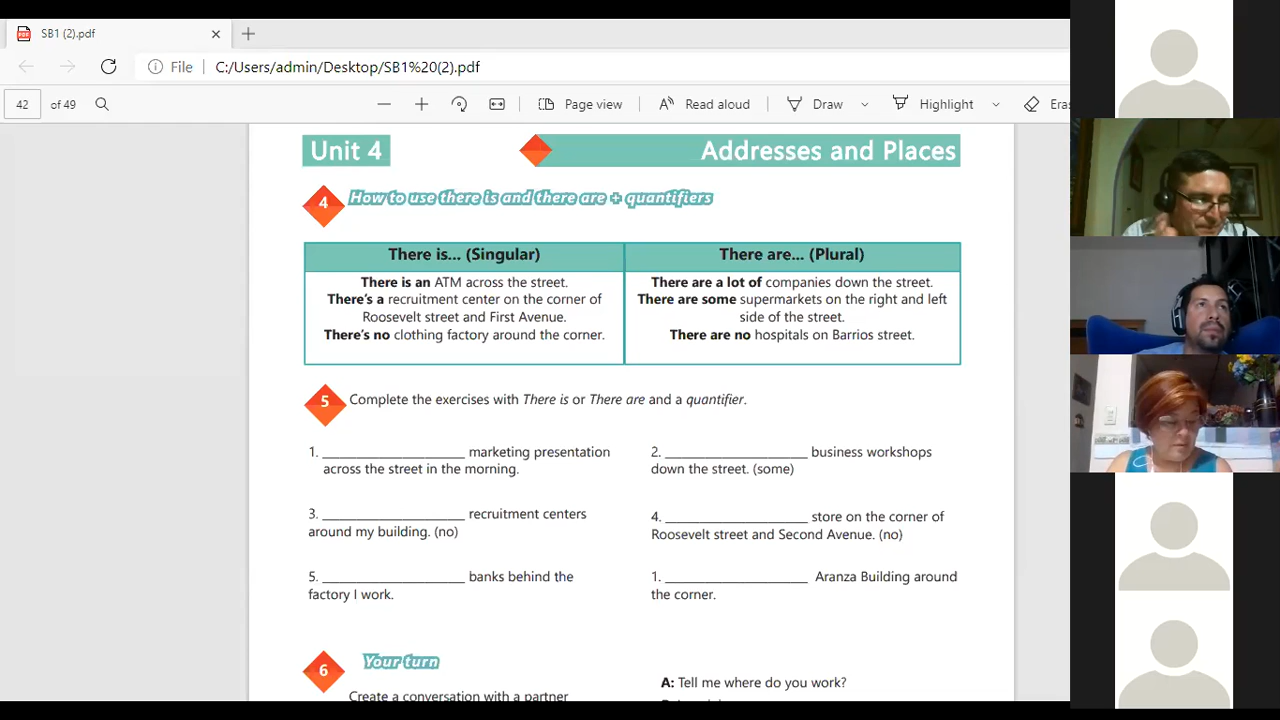 SB1 (2).pdf
File C:/Users/admin/Desktop/SB1%20(2).pdf
42 of 49 Page view Read aloud Draw Highlight Eras
Unit 4 Addresses and Places
4 How to use there is and there are + quantifiers
There is... (Singular) There are... (Plural)
There is an ATM across the street.
There's a recruitment center on the corner of
Roosevelt street and First Avenue.
There's no clothing factory around the corner.
There are a lot of companies down the street.
There are some supermarkets on the right and left
side of the street.
There are no hospitals on Barrios street.
5 Complete the exercises with There is or There are and a quantifier.
1. ____________________ marketing presentation
across the street in the morning.
2. ____________________ business workshops
down the street. (some)
3. ____________________ recruitment centers
around my building. (no)
4. ____________________ store on the corner of
Roosevelt street and Second Avenue. (no)
5. ____________________ banks behind the
factory I work.
1. ____________________ Aranza Building around
the corner.
6 Your turn
Create a conversation with a partner
A: Tell me where do you work?